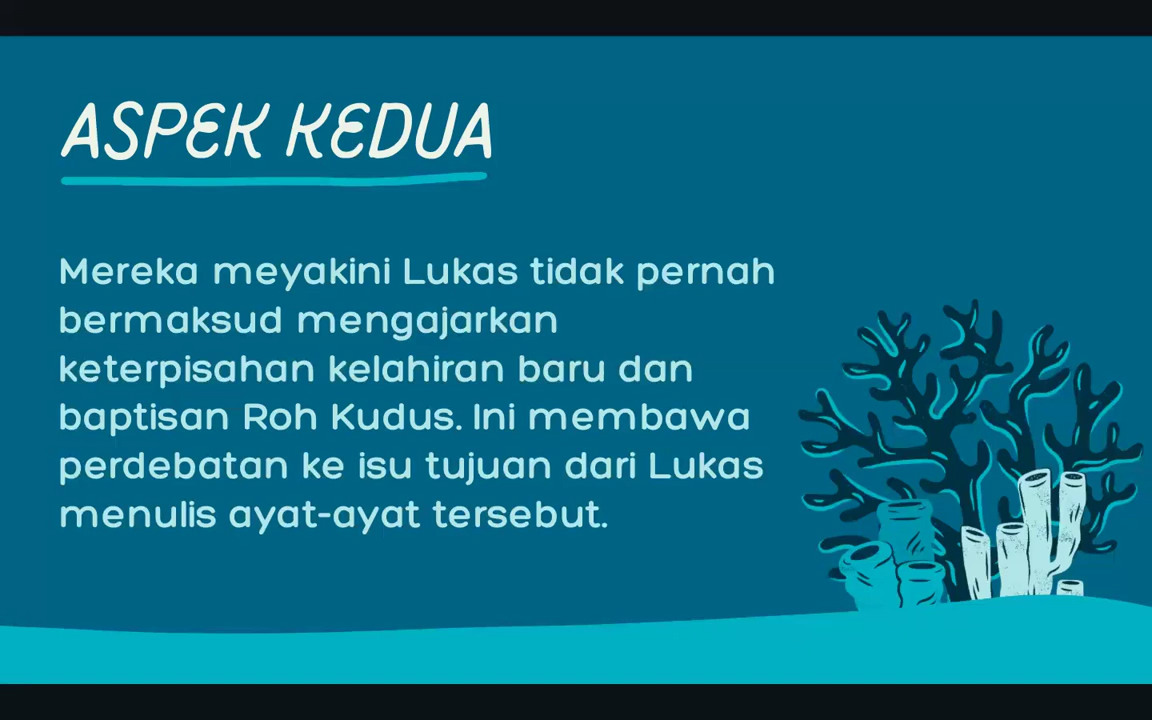 ASPEK KEDUA
Mereka meyakini Lukas tidak pernah
bermaksud mengajarkan
keterpisahan kelahiran baru dan
baptisan Roh Kudus. Ini membawa
perdebatan ke isu tujuan dari Lukas
menulis ayat-ayat tersebut.